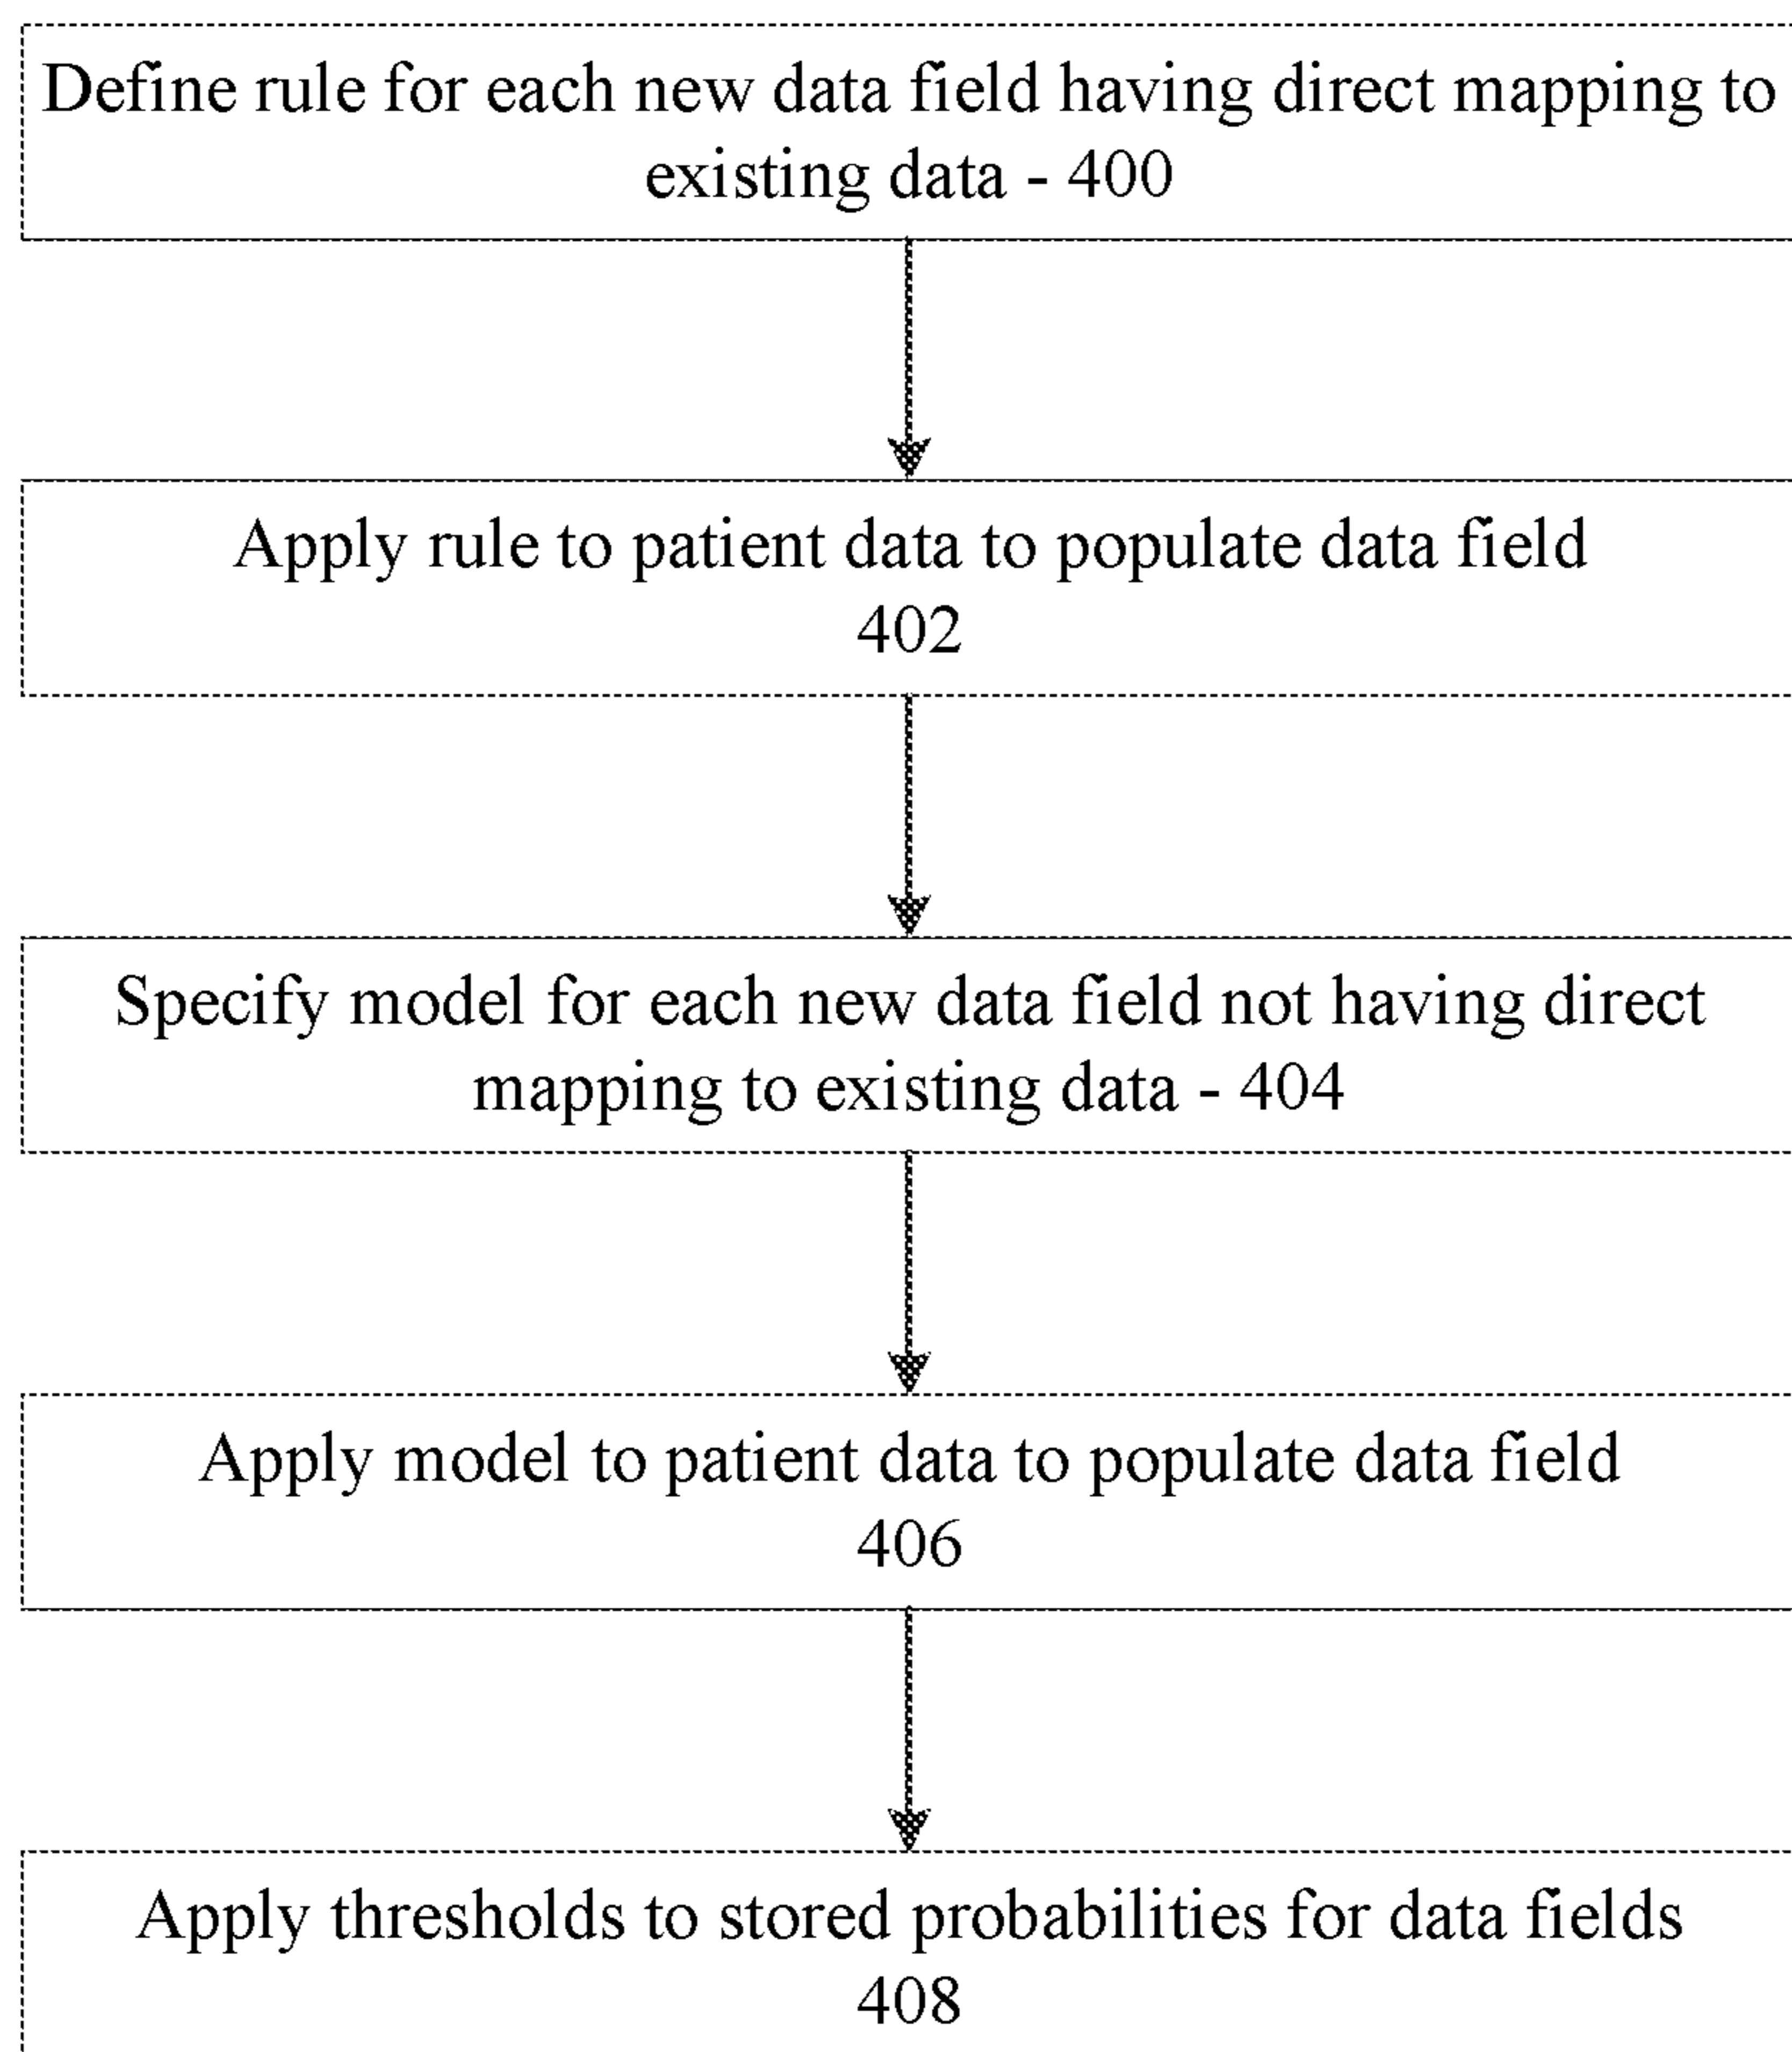 Define rule for each new data field having direct mapping to
existing data - 400
Apply rule to patient data to populate data field
402
Specify model for each new data field not having direct
mapping to existing data - 404
Apply model to patient data to populate data field
406
Apply thresholds to stored probabilities for data fields
408